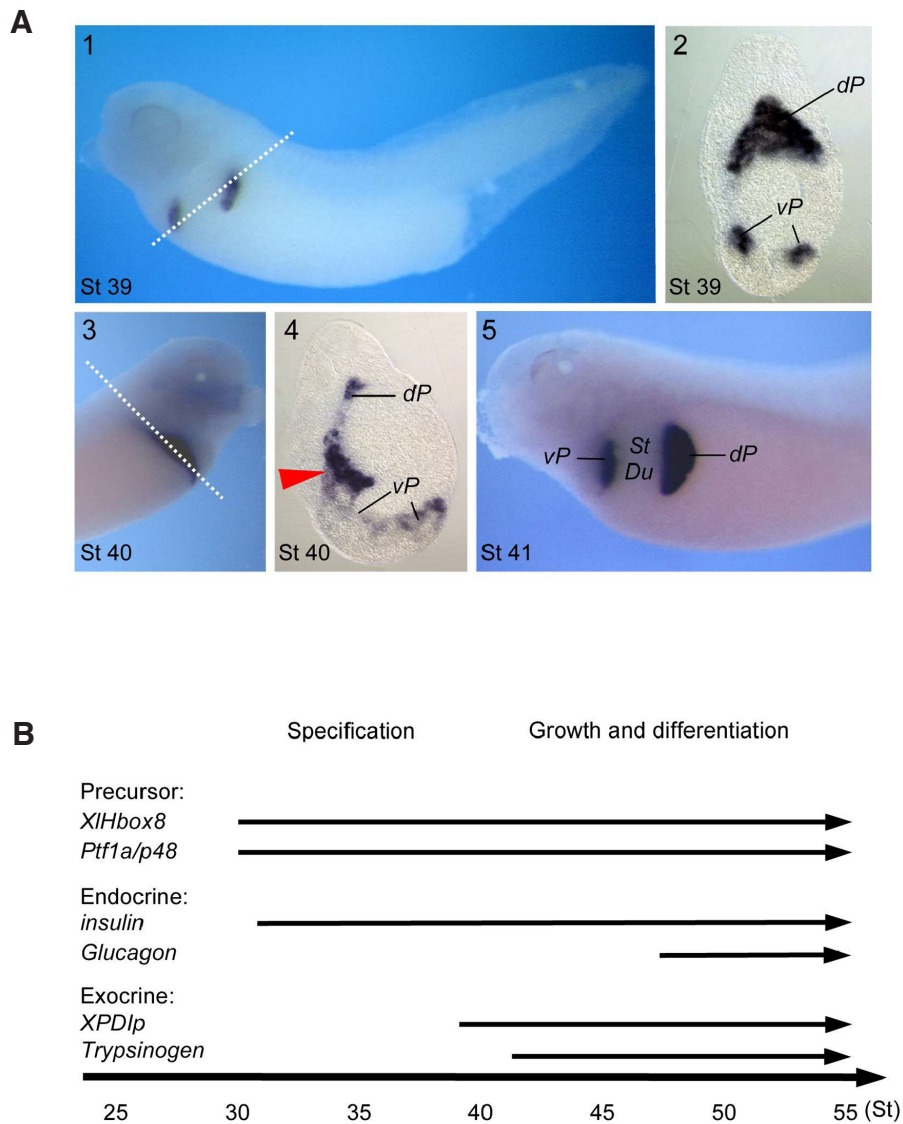 A
1
St 39
2
dP
vP
St 39
3
St 40
4
dP
vP
St 40
5
vP
St
Du
dP
St 41
B
Specification
Growth and differentiation
Precursor:
XlHbox8
Ptf1a/p48
Endocrine:
insulin
Glucagon
Exocrine:
XPDIp
Trypsinogen
25 30 35 40 45 50 55 (St)